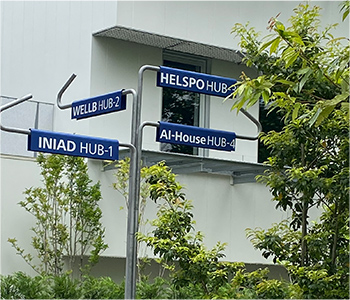 HELSPO HUB-3
WELLB HUB-2
AI-House HUB-4
INIAD HUB-1